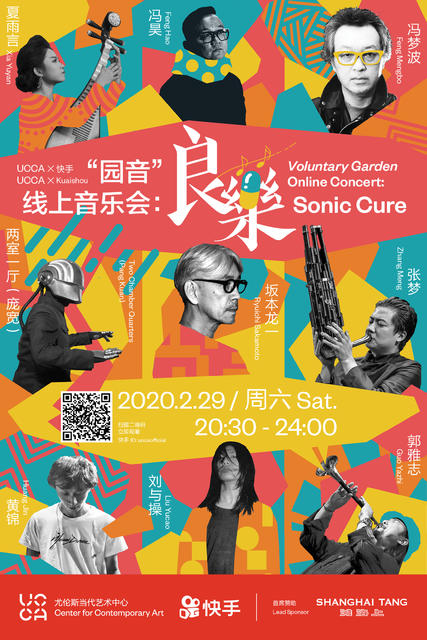 夏雨言
Xia Yuyan
冯昊
Feng Hao
冯梦波
Feng Mengbo
UCCA × 快手
UCCA × Kuaishou
“园音”
线上音乐会：
良樂
Voluntary Garden
Online Concert:
Sonic Cure
两室一厅（庞宽）
Two Chamber Quarters
(Pang Kuan)
坂本龙一
Ryuichi Sakamoto
张梦
Zhang Meng
扫描二维码
立即观看
快手 ID: uccaofficial
2020.2.29 / 周六 Sat.
20:30 - 24:00
黄锦
Huang Jin
刘与操
Liu Yucao
郭雅志
Guo Yazhi
UCCA
尤伦斯当代艺术中心
Center for Contemporary Art
快手
首席赞助
Lead Sponsor
SHANGHAI TANG